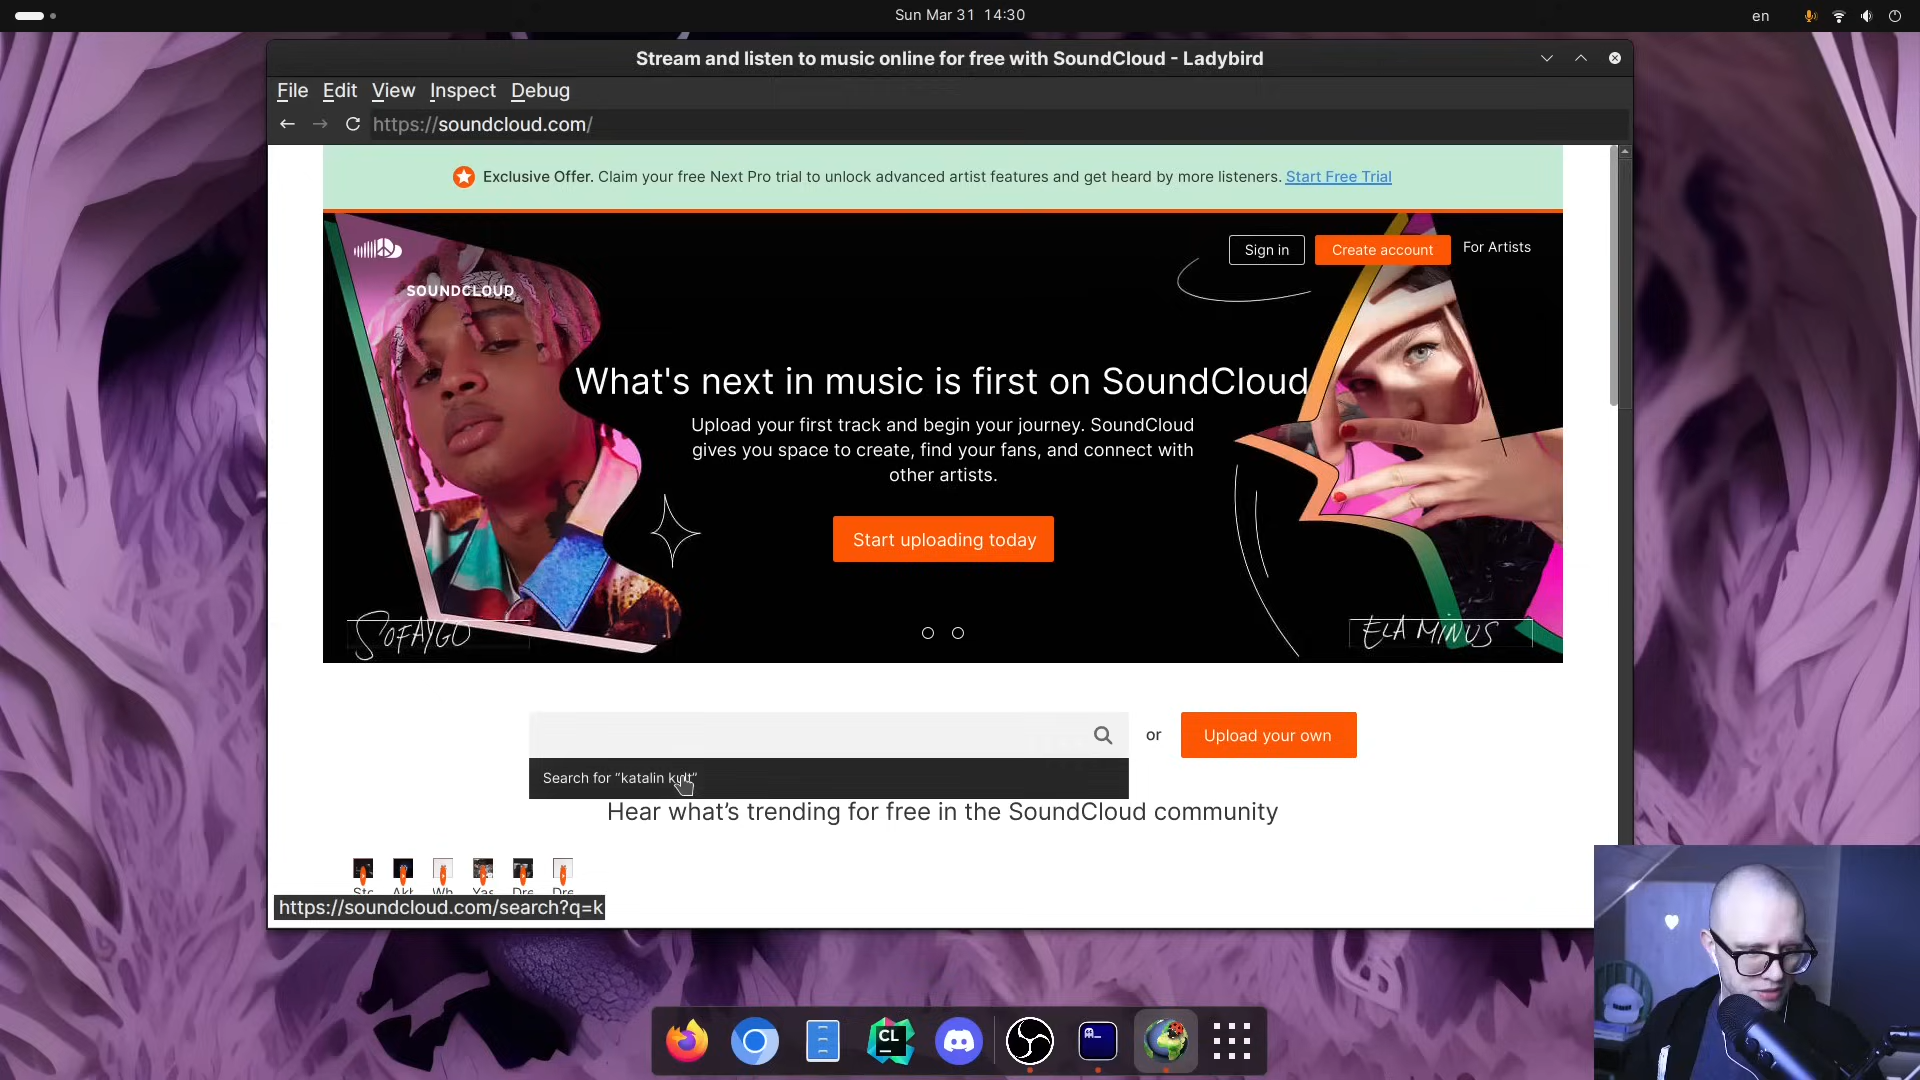 Sun Mar 31 14:30
en
Stream and listen to music online for free with SoundCloud - Ladybird
File Edit View Inspect Debug
https://soundcloud.com/
Exclusive Offer. Claim your free Next Pro trial to unlock advanced artist features and get heard by more listeners. Start Free Trial
Sign in Create account For Artists
SOUNDCLOUD
What's next in music is first on SoundCloud
Upload your first track and begin your journey. SoundCloud
gives you space to create, find your fans, and connect with
other artists.
Start uploading today
SOFAYGO
ELA MINUS
or Upload your own
Search for “katalin
Hear what’s trending for free in the SoundCloud community
https://soundcloud.com/search?q=k
CL